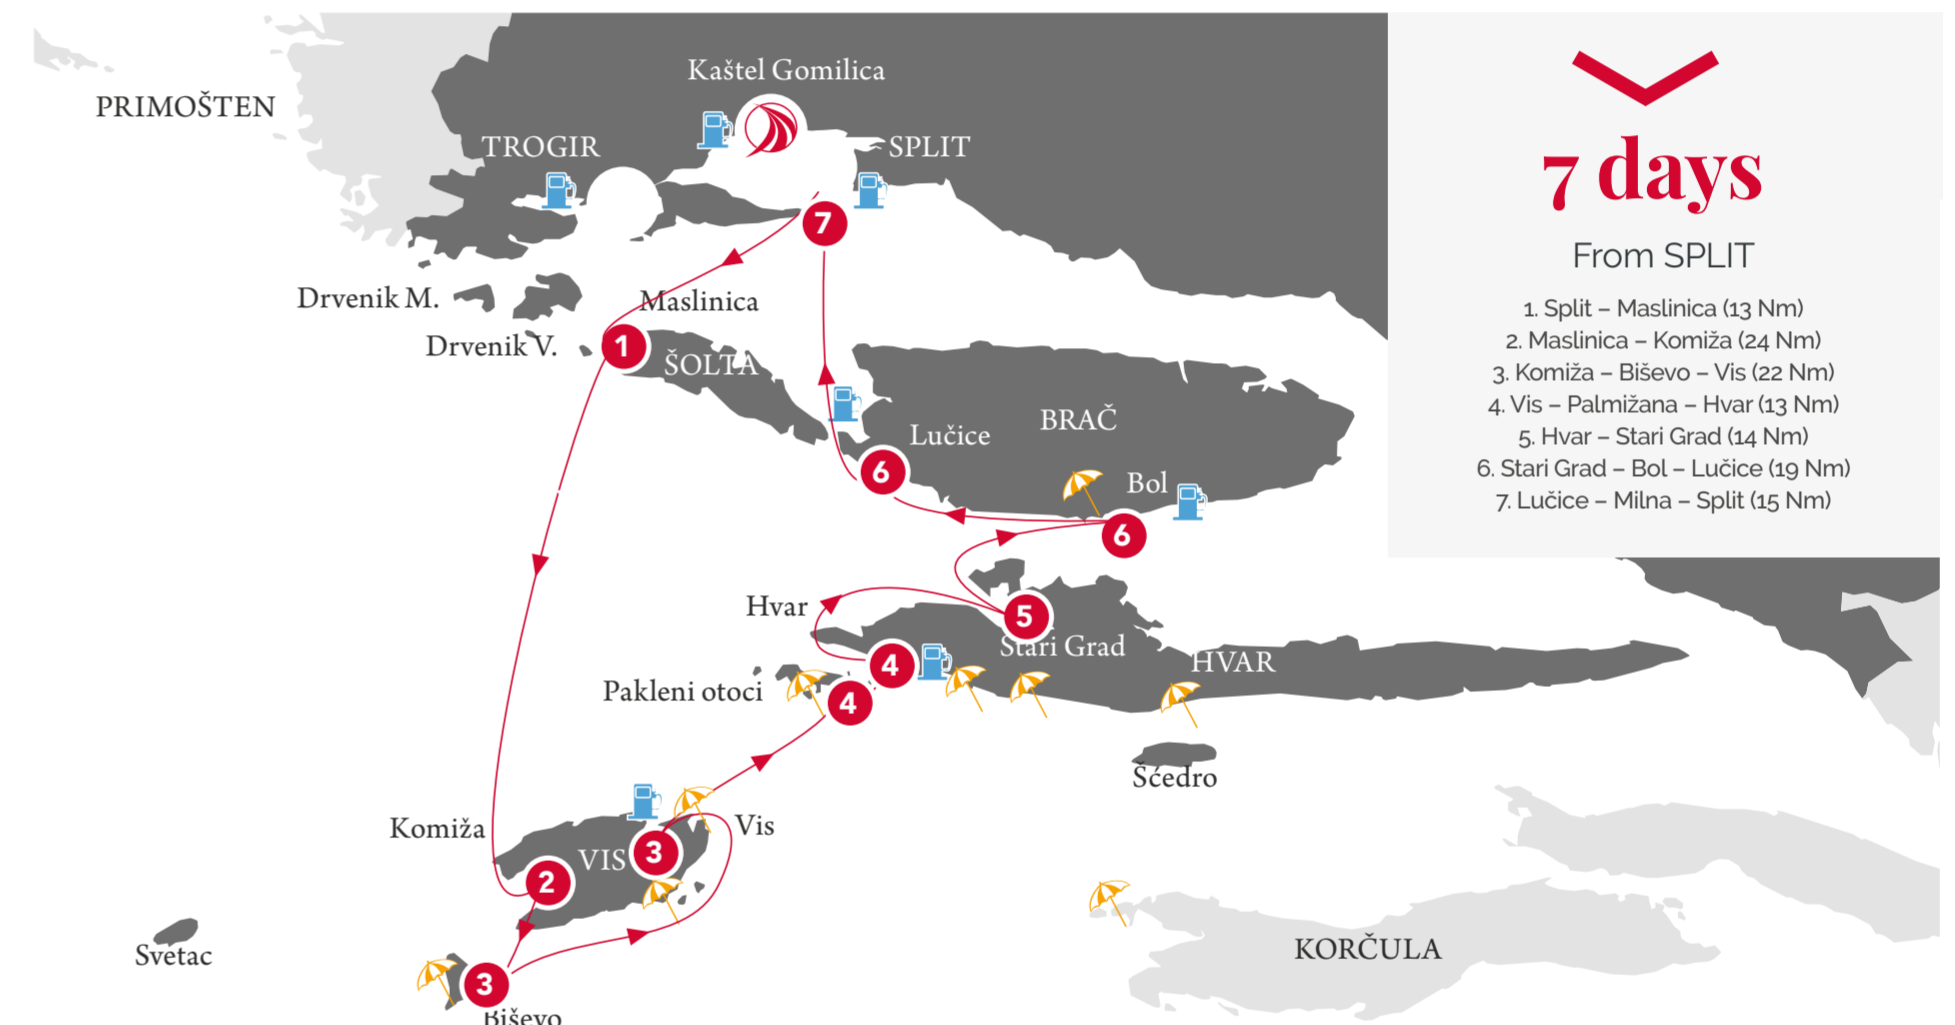 Kaštel Gomilica
PRIMOŠTEN
TROGIR
SPLIT
7
Drvenik M.
Maslinica
Drvenik V.
1
ŠOLTA
BRAČ
Lučice
6
Bol
6
Hvar
5
Stari Grad
HVAR
4
Pakleni otoci
4
Šćedro
Komiža
Vis
VIS
3
2
KORČULA
Svetac
3
Biševo
7 days
From SPLIT
1. Split – Maslinica (13 Nm)
2. Maslinica – Komiža (24 Nm)
3. Komiža – Biševo – Vis (22 Nm)
4. Vis – Palmižana – Hvar (13 Nm)
5. Hvar – Stari Grad (14 Nm)
6. Stari Grad – Bol – Lučice (19 Nm)
7. Lučice – Milna – Split (15 Nm)